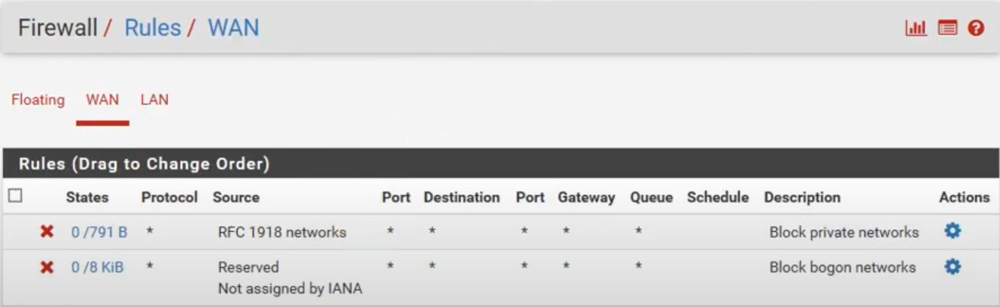 Firewall / Rules / WAN
Floating WAN LAN
Rules (Drag to Change Order)
States Protocol Source Port Destination Port Gateway Queue Schedule Description Actions
0 /791 B * RFC 1918 networks * * * * * Block private networks
0 /8 KiB * Reserved * * * * * Block bogon networks
Not assigned by IANA